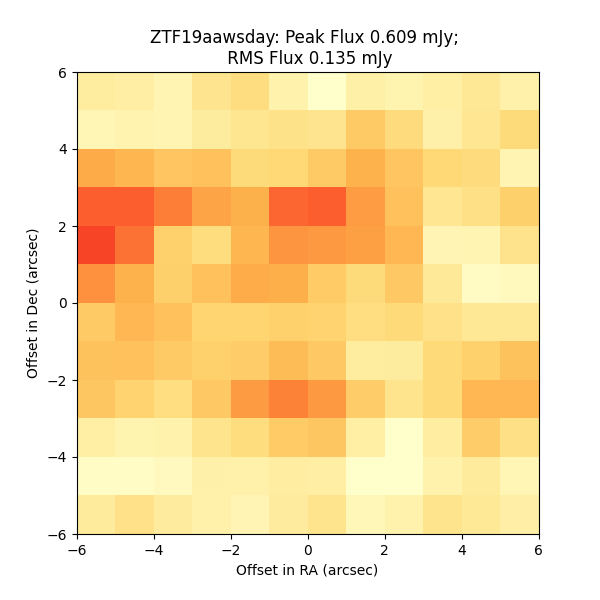 ZTF19aawsday: Peak Flux 0.609 mJy;
RMS Flux 0.135 mJy
6
4
2
0
−2
−4
−6
Offset in Dec (arcsec)
−6 −4 −2 0 2 4 6
Offset in RA (arcsec)